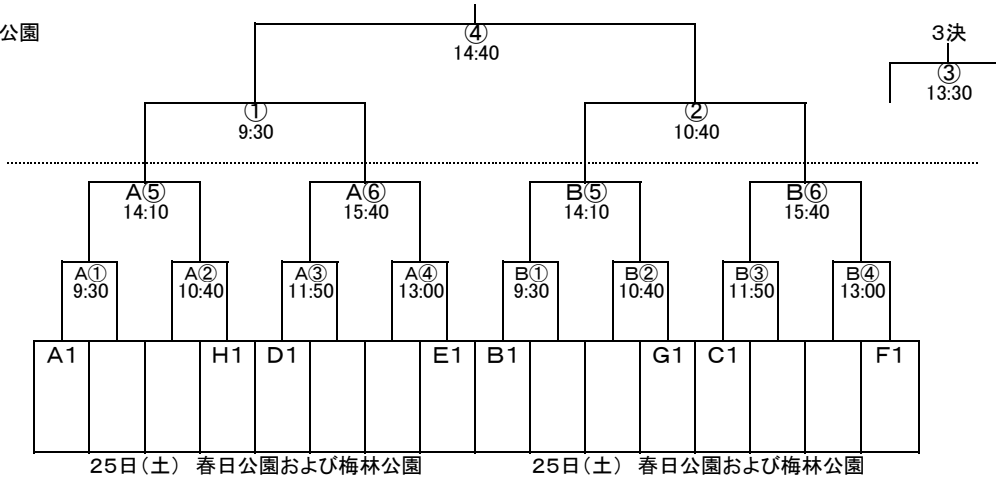 公園
④
14:40
3決
③
13:30
①
9:30
②
10:40
A⑤
14:10
A⑥
15:40
B⑤
14:10
B⑥
15:40
A①
9:30
A②
10:40
A③
11:50
A④
13:00
B①
9:30
B②
10:40
B③
11:50
B④
13:00
A1 H1 D1 E1 B1 G1 C1 F1
25日(土) 春日公園および梅林公園
25日(土) 春日公園および梅林公園